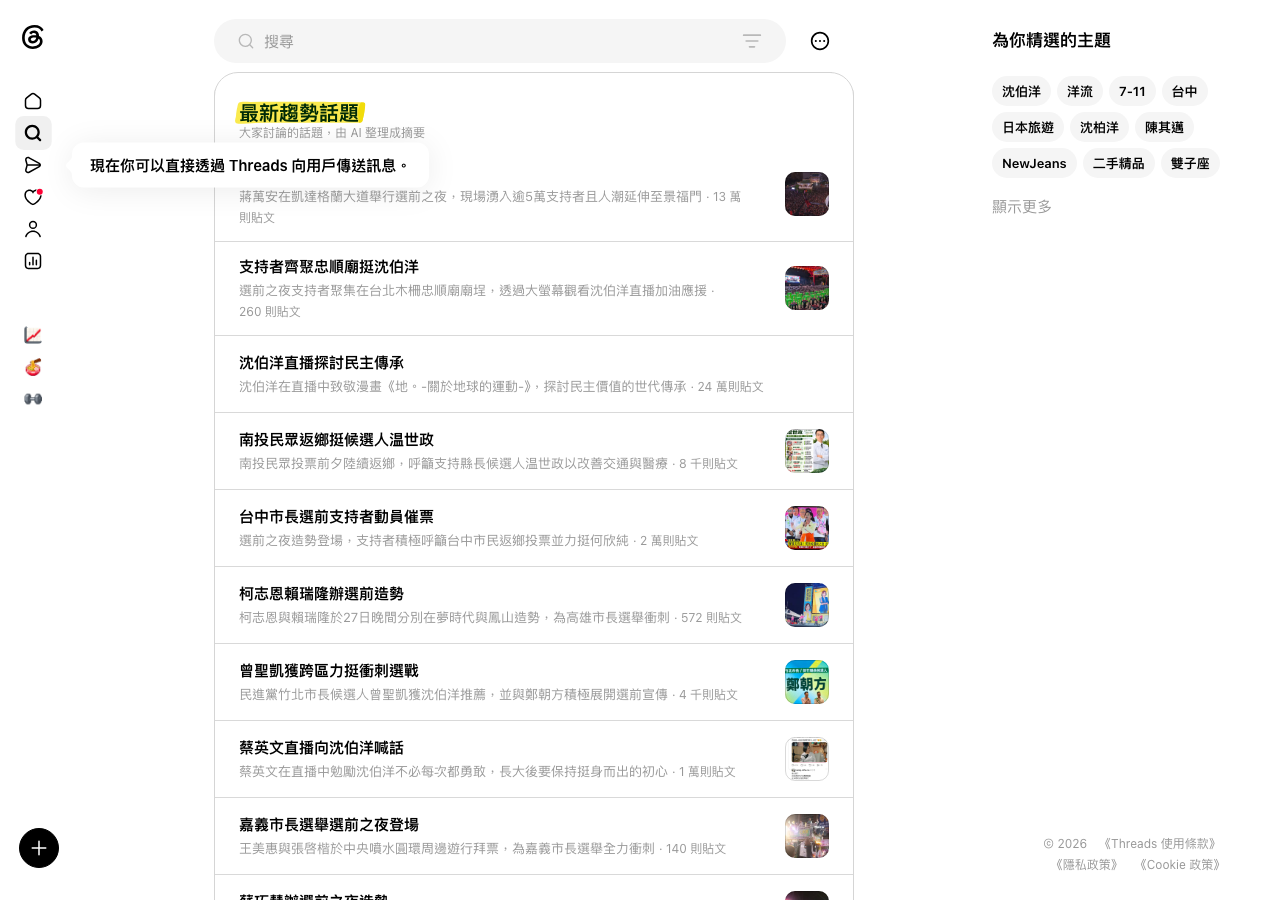 搜尋
最新趨勢話題
大家討論的話題，由 AI 整理成摘要
現在你可以直接透過 Threads 向用戶傳送訊息。
蔣萬安在凱達格蘭大道舉行選前之夜，現場湧入逾5萬支持者且人潮延伸至景福門 · 13 萬
則貼文
支持者齊聚忠順廟挺沈伯洋
選前之夜支持者聚集在台北木柵忠順廟廟埕，透過大螢幕觀看沈伯洋直播加油應援 ·
260 則貼文
沈伯洋直播探討民主傳承
沈伯洋在直播中致敬漫畫《地。-關於地球的運動-》，探討民主價值的世代傳承 · 24 萬則貼文
南投民眾返鄉挺候選人温世政
南投民眾投票前夕陸續返鄉，呼籲支持縣長候選人温世政以改善交通與醫療 · 8 千則貼文
台中市長選前支持者動員催票
選前之夜造勢登場，支持者積極呼籲台中市民返鄉投票並力挺何欣純 · 2 萬則貼文
柯志恩賴瑞隆辦選前造勢
柯志恩與賴瑞隆於27日晚間分別在夢時代與鳳山造勢，為高雄市長選舉衝刺 · 572 則貼文
曾聖凱獲跨區力挺衝刺選戰
民進黨竹北市長候選人曾聖凱獲沈伯洋推薦，並與鄭朝方積極展開選前宣傳 · 4 千則貼文
鄭朝方
蔡英文直播向沈伯洋喊話
蔡英文在直播中勉勵沈伯洋不必每次都勇敢，長大後要保持挺身而出的初心 · 1 萬則貼文
嘉義市長選舉選前之夜登場
王美惠與張啓楷於中央噴水圓環周邊遊行拜票，為嘉義市長選舉全力衝刺 · 140 則貼文
為你精選的主題
沈伯洋 洋流 7-11 台中
日本旅遊 沈柏洋 陳其邁
NewJeans 二手精品 雙子座
顯示更多
© 2026 《Threads 使用條款》
《隱私政策》 《Cookie 政策》